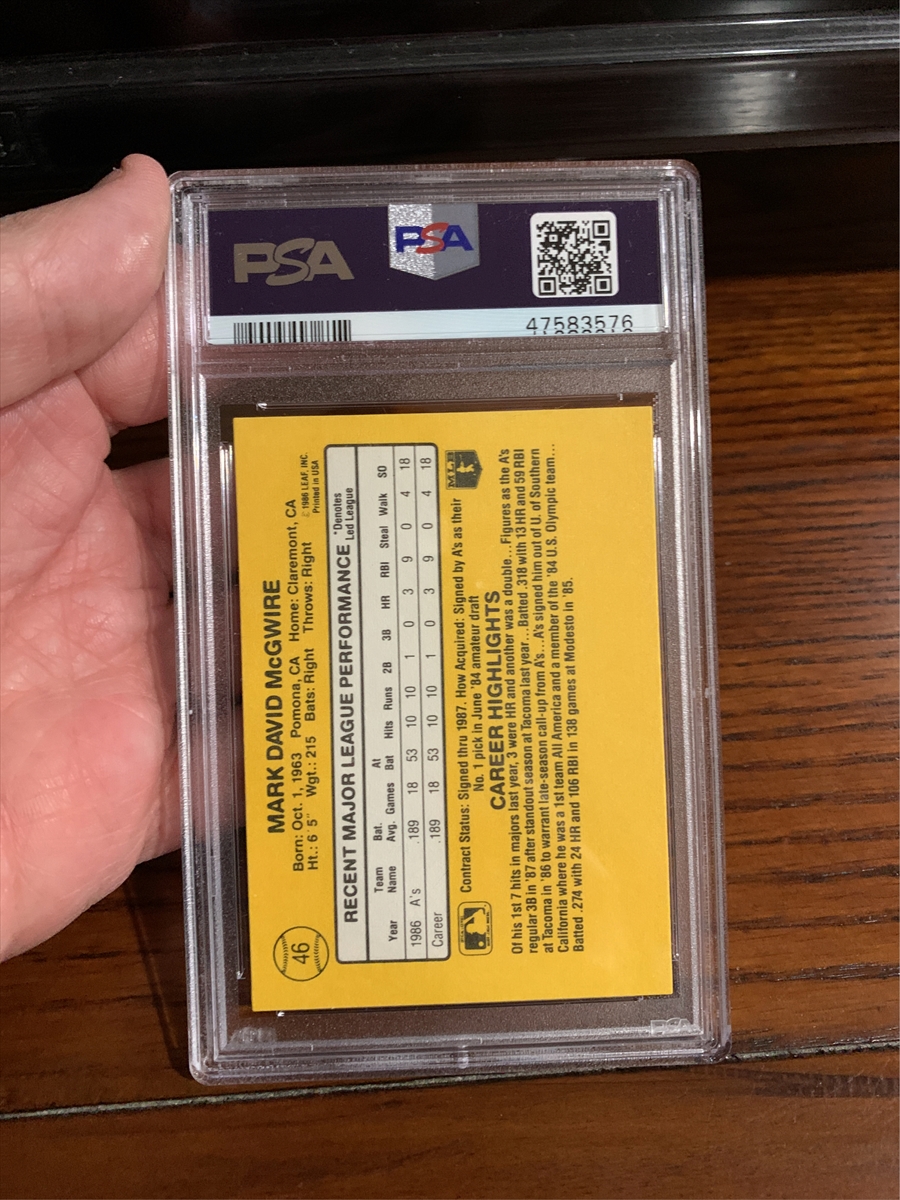 PSA
PSA
47583576
46
MARK DAVID McGWIRE
Born: Oct. 1, 1963 Pomona, CA Home: Claremont, CA
Ht.: 6' 5" Wgt.: 215 Bats: Right Throws: Right
© 1986 LEAF, INC.
Printed in USA
RECENT MAJOR LEAGUE PERFORMANCE
*Denotes
Led League
Year Team Name Bat. Avg. Games At Bat Hits Runs 2B 3B HR RBI Steal Walk SO
1986 A's .189 18 53 10 10 1 0 3 9 0 4 18
Career .189 18 53 10 10 1 0 3 9 0 4 18
Contract Status: Signed thru 1987. How Acquired: Signed by A's as their
No. 1 pick in June '84 amateur draft
MLB
CAREER HIGHLIGHTS
Of his 1st 7 hits in majors last year, 3 were HR and another was a double...Figures as the A's
regular 3B in '87 after standout season at Tacoma last year...Batted .318 with 13 HR and 59 RBI
at Tacoma in '86 to warrant late-season call-up from A's...A's signed him out of U. of Southern
California where he was a 1st team All America and a member of the '84 U.S. Olympic team...
Batted .274 with 24 HR and 106 RBI in 138 games at Modesto in '85.
PSA